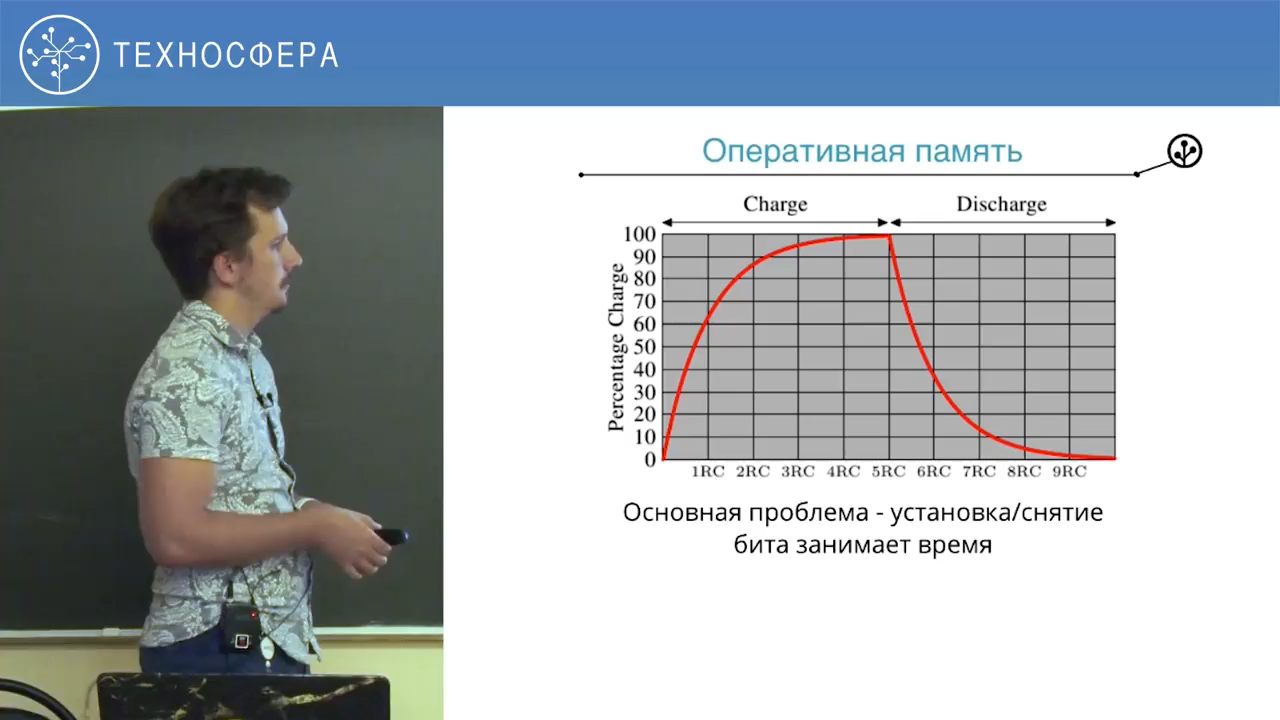 ТЕХНОСФЕРА
Оперативная память
Charge
Discharge
Percentage Charge
100
90
80
70
60
50
40
30
20
10
0
1RC 2RC 3RC 4RC 5RC 6RC 7RC 8RC 9RC
Основная проблема - установка/снятие
бита занимает время